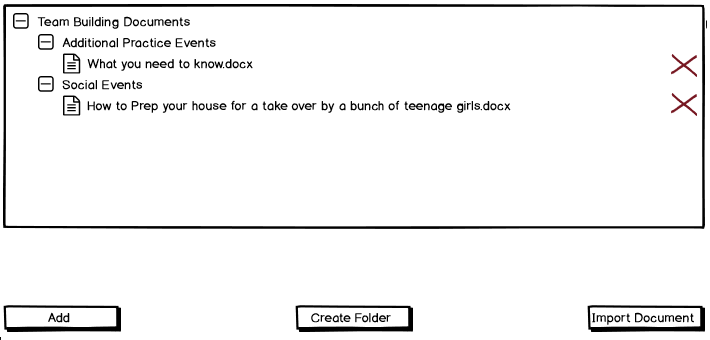 Team Building Documents
Additional Practice Events
What you need to know.docx
Social Events
How to Prep your house for a take over by a bunch of teenage girls.docx
Add
Create Folder
Import Document